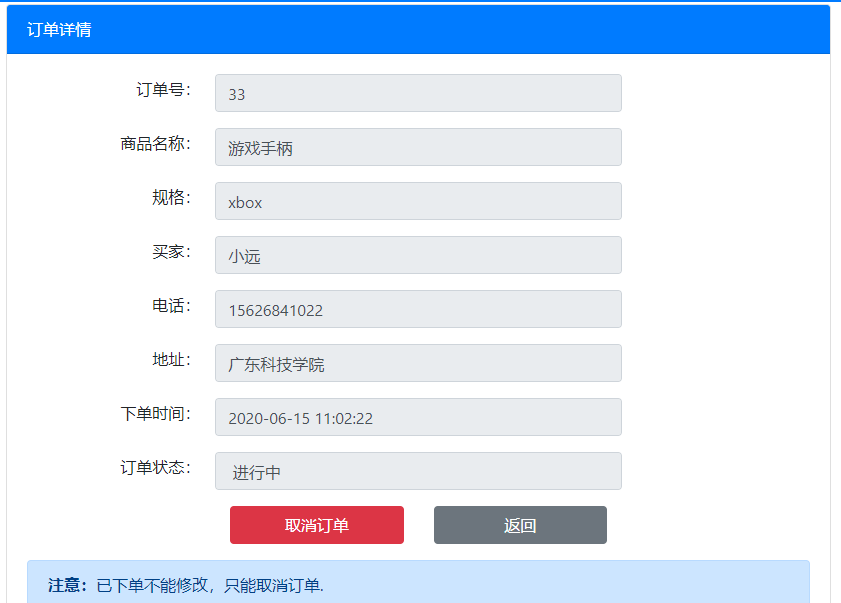 订单详情
订单号： 33
商品名称： 游戏手柄
规格： xbox
买家： 小远
电话： 15626841022
地址： 广东科技学院
下单时间： 2020-06-15 11:02:22
订单状态： 进行中
取消订单 返回
注意：已下单不能修改，只能取消订单.